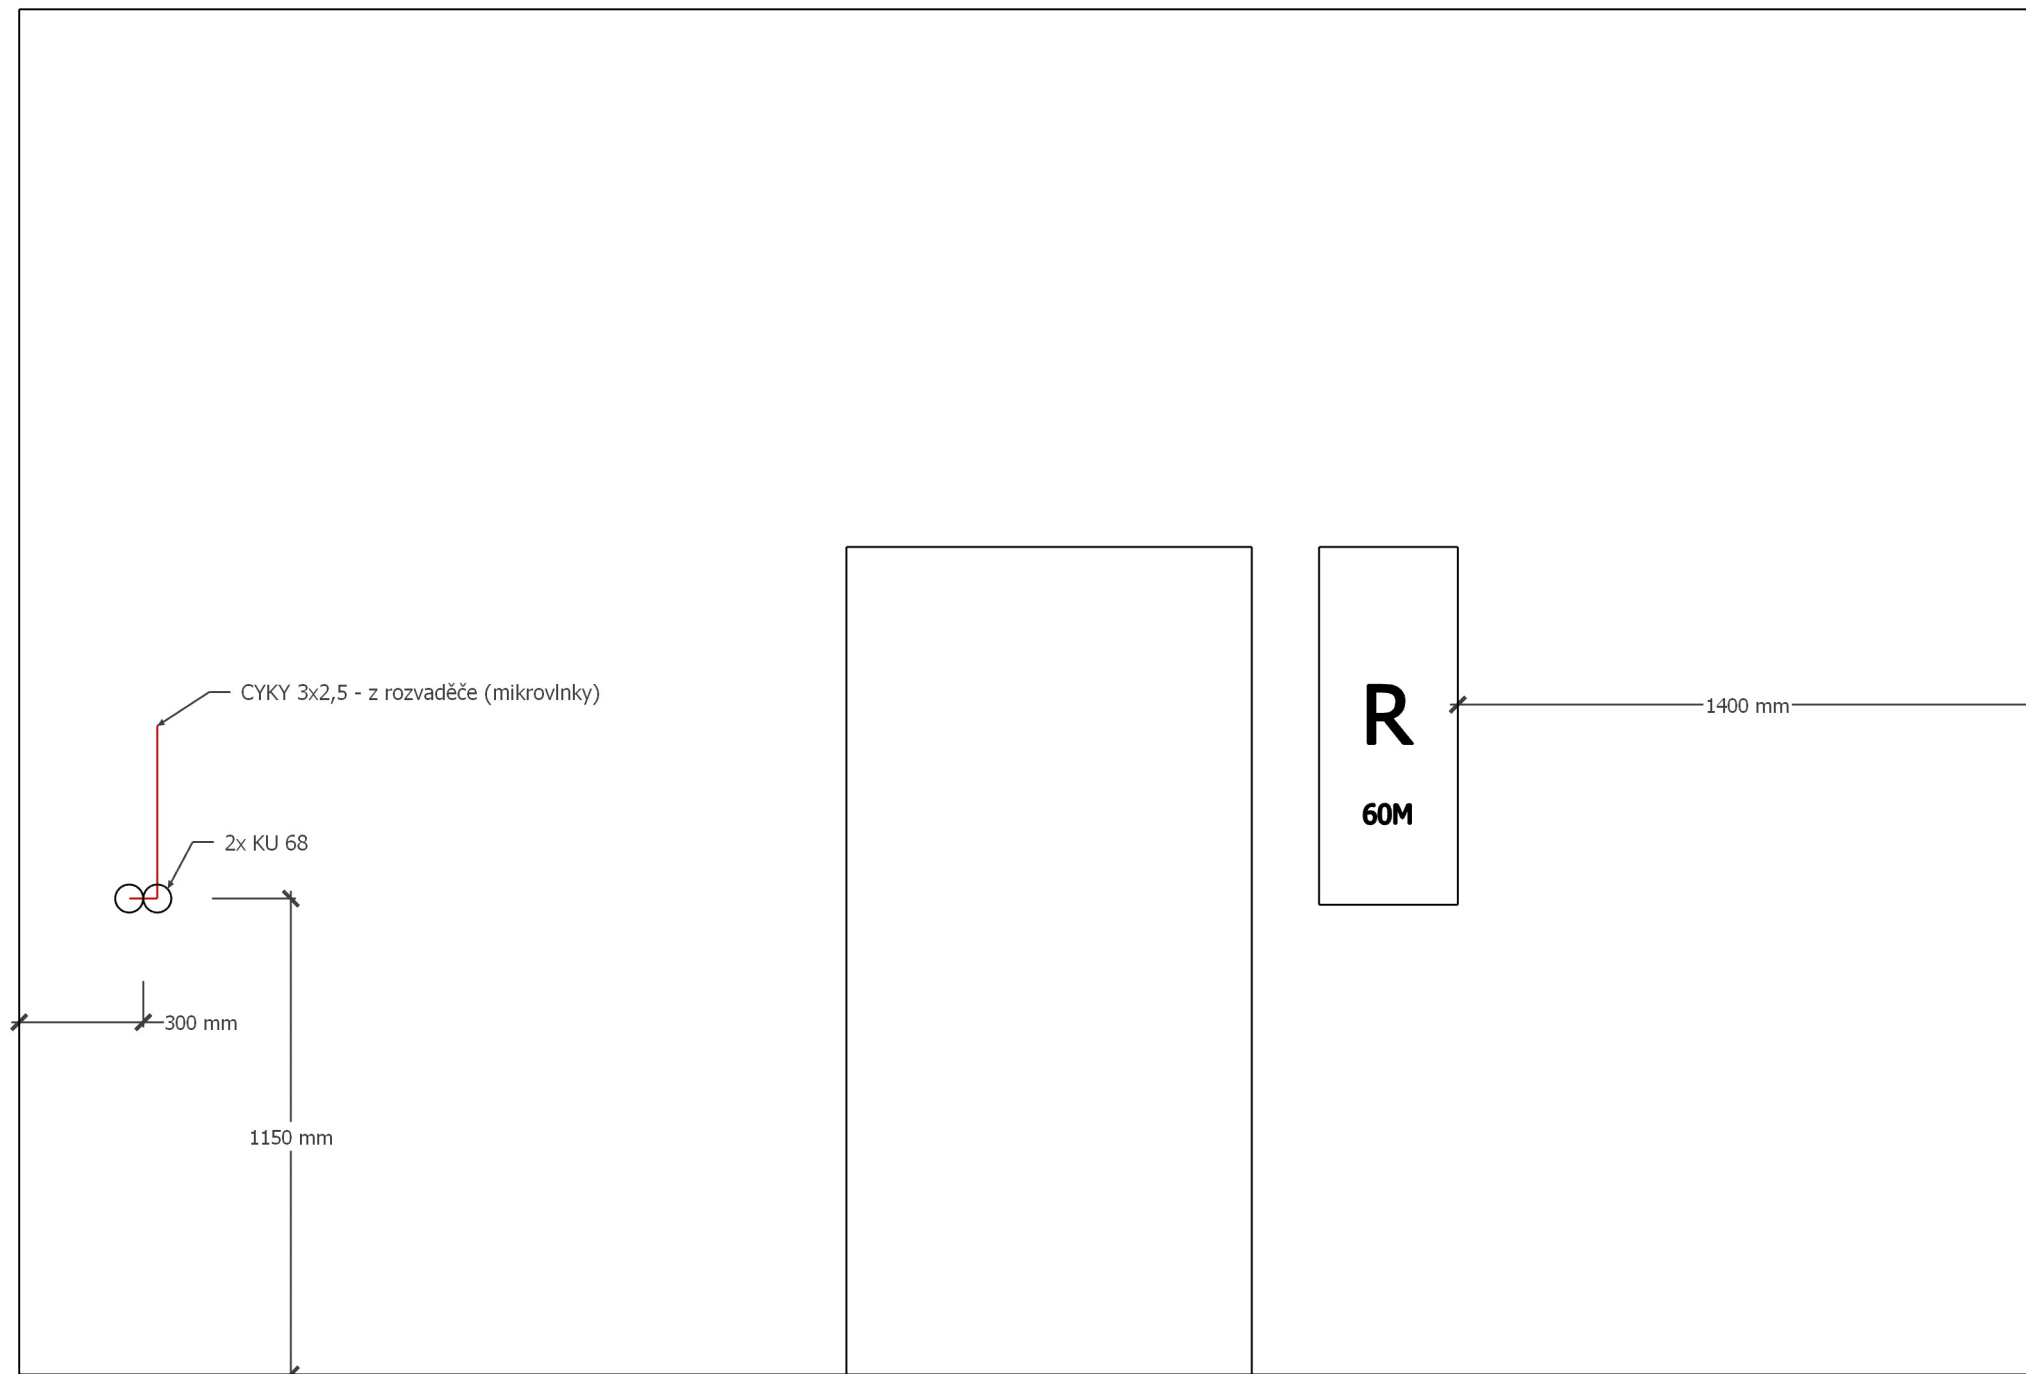 CYKY 3x2,5 - z rozvaděče (mikrovlnky)
R
1400 mm
60M
2x KU 68
300 mm
1150 mm